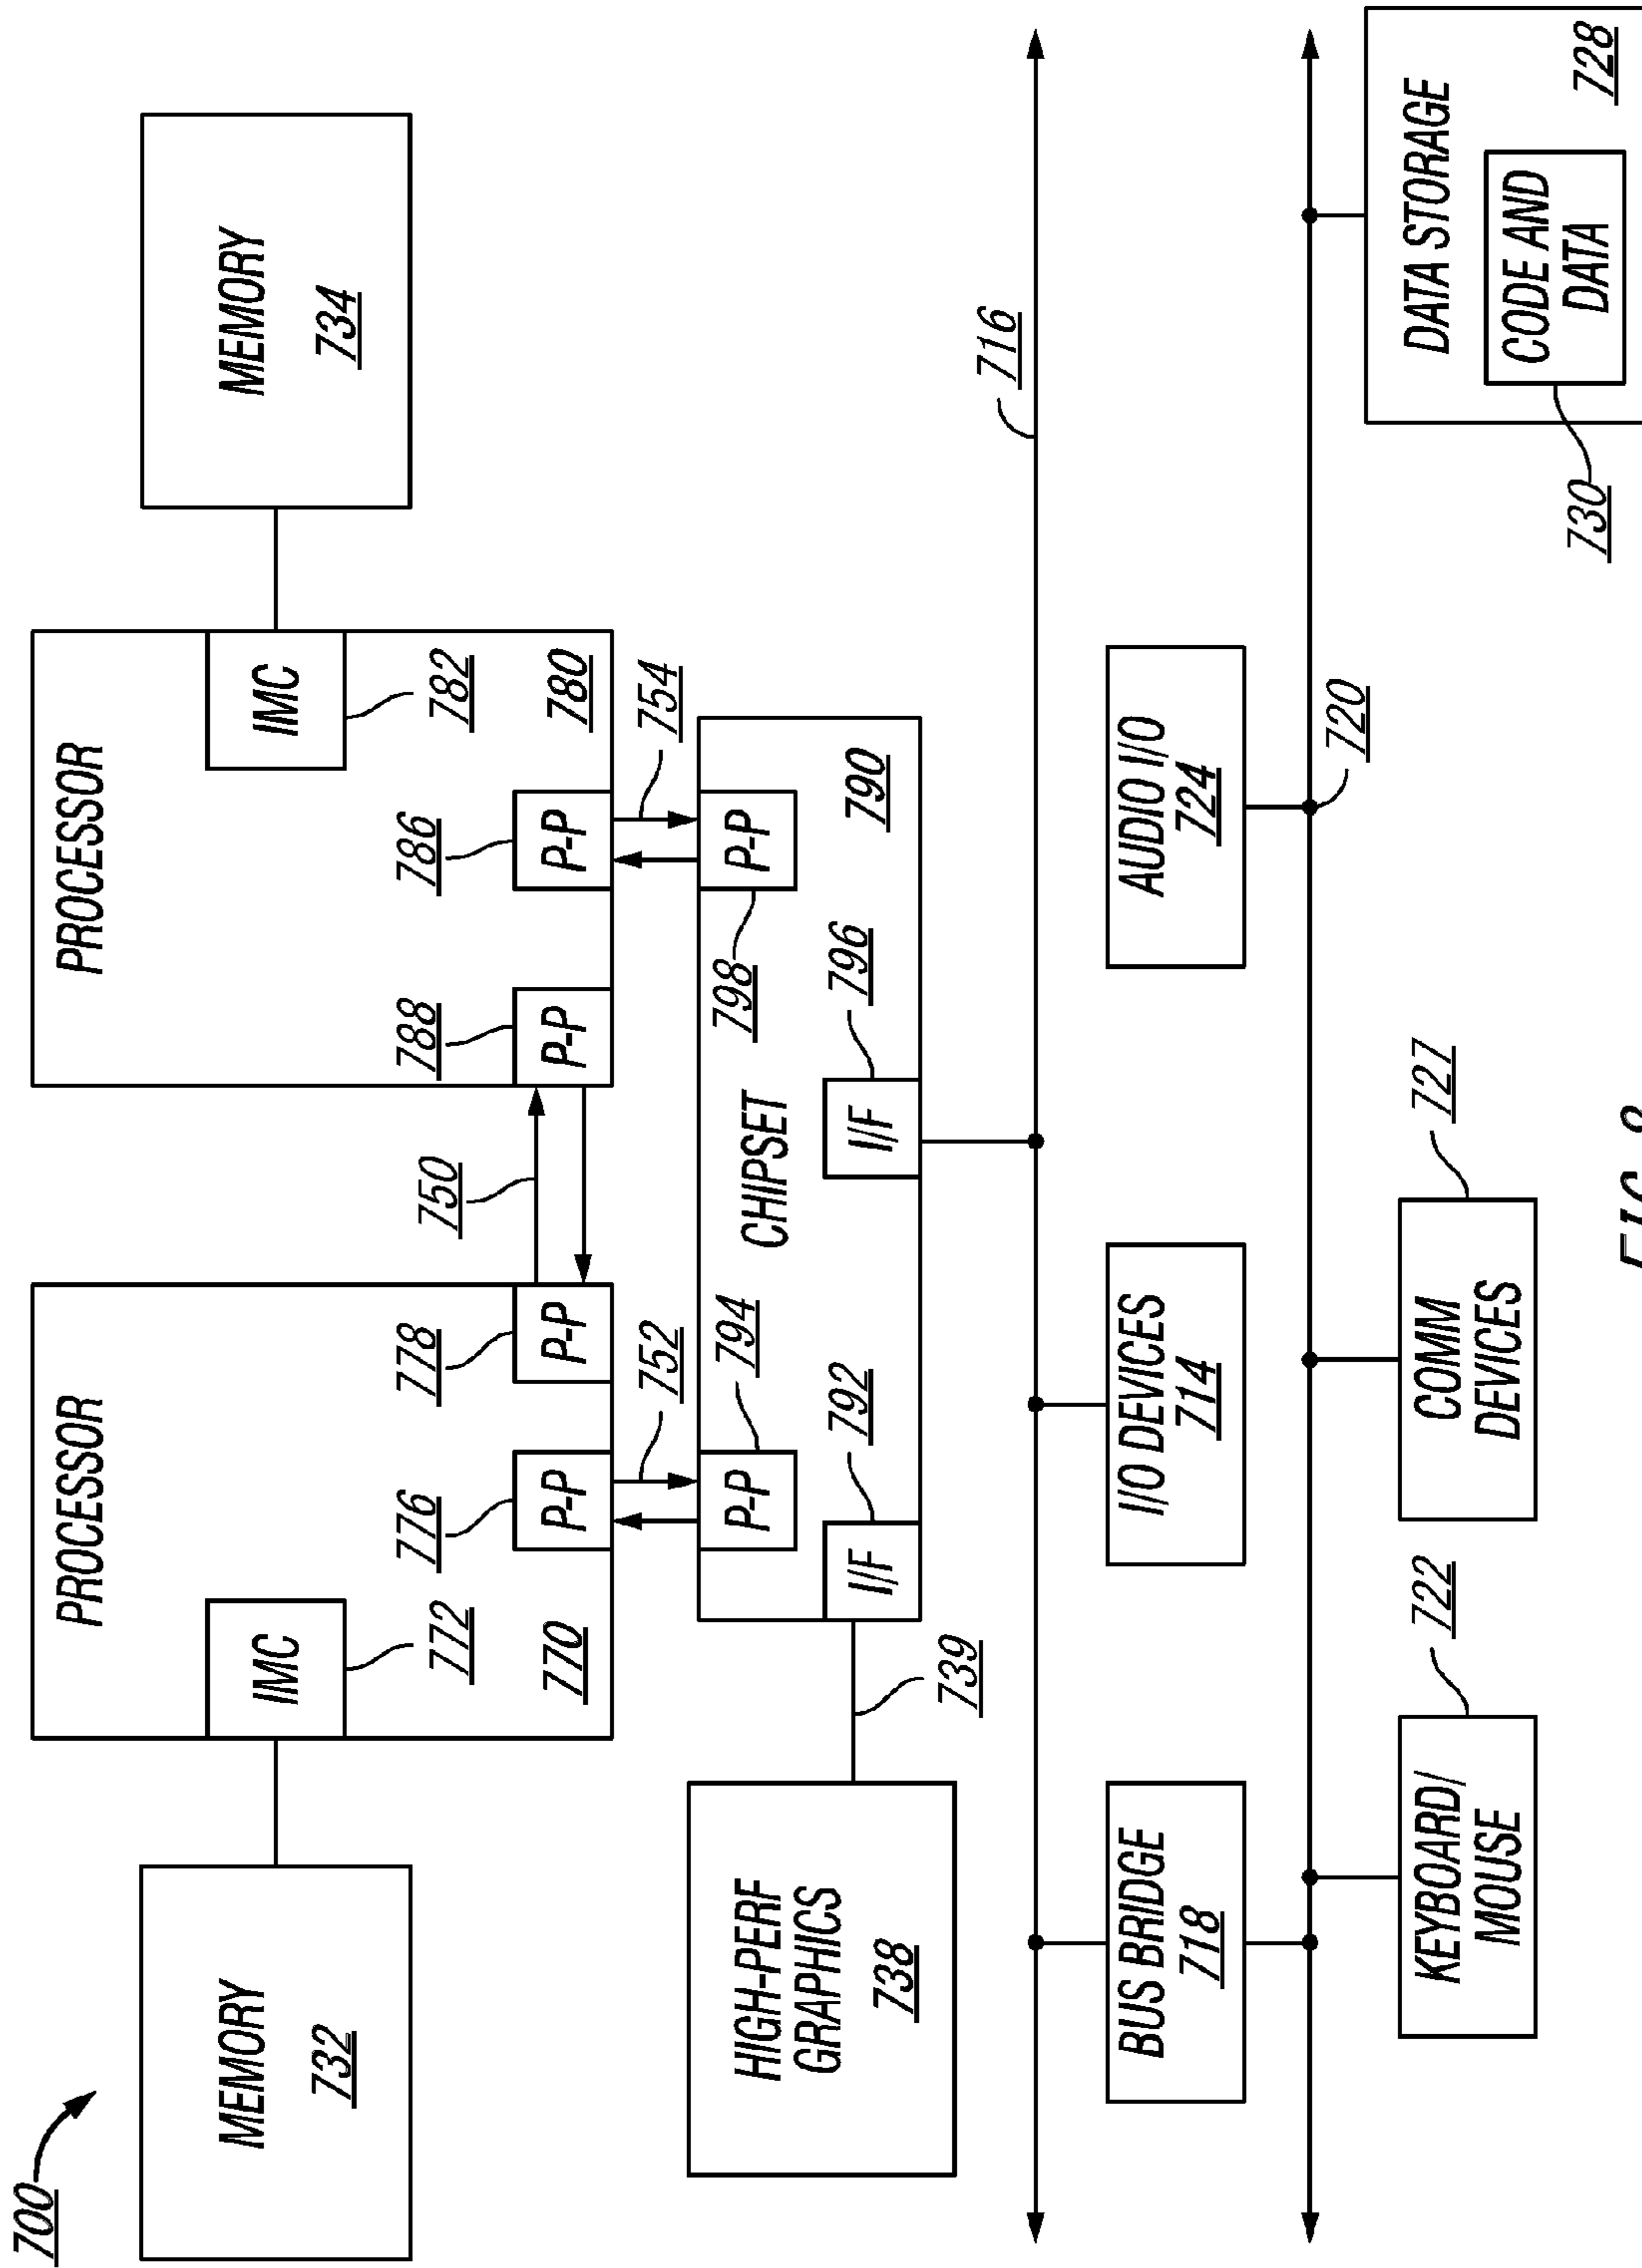 700
PROCESSOR
PROCESSOR
MEMORY
732
IMC
772
770
776
P-P
778
P-P
750
788
P-P
786
P-P
IMC
782
780
MEMORY
734
752
754
HIGH-PERF
GRAPHICS
738
739
P-P
794
CHIPSET
798
P-P
790
I/F
792
I/F
796
716
BUS BRIDGE
718
I/O DEVICES
714
AUDIO I/O
724
720
KEYBOARD/
MOUSE
722
COMM
DEVICES
727
DATA STORAGE
CODE AND
DATA
730
728
FIG